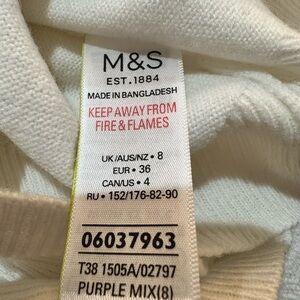 M&S
EST. 1884
MADE IN BANGLADESH
KEEP AWAY FROM
FIRE & FLAMES
UK/AUS/NZ • 8
EUR • 36
CAN/US • 4
RU • 152/176-82-90
06037963
T38 1505A/02797
PURPLE MIX(8)